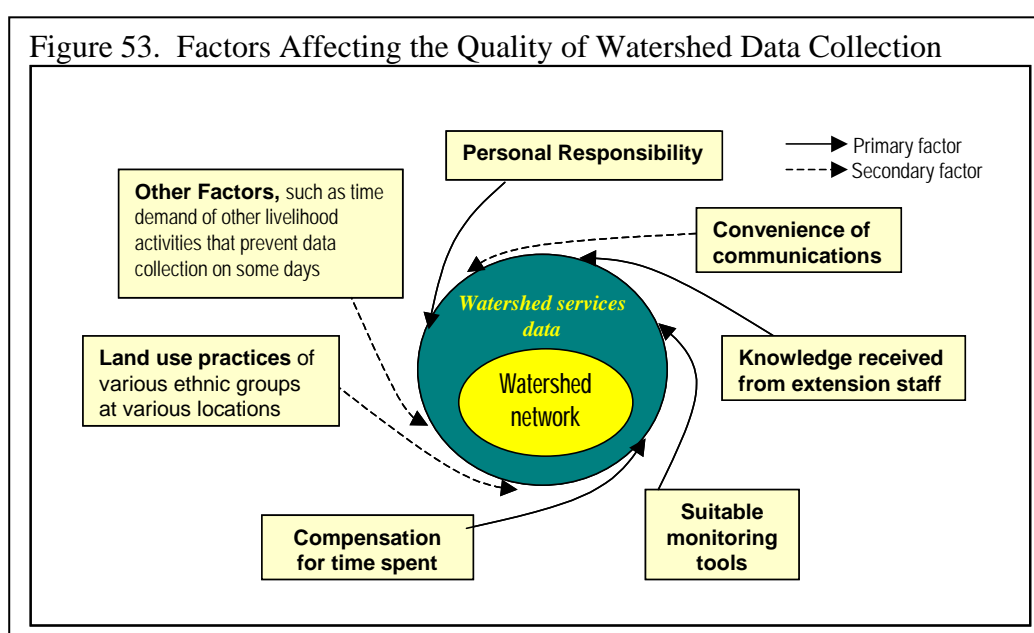 Figure 53. Factors Affecting the Quality of Watershed Data Collection
Personal Responsibility
Primary factor
Secondary factor
Other Factors, such as time
demand of other livelihood
activities that prevent data
collection on some days
Convenience of
communications
Watershed services
data
Land use practices of
various ethnic groups
at various locations
Watershed
network
Knowledge received
from extension staff
Compensation
for time spent
Suitable
monitoring
tools